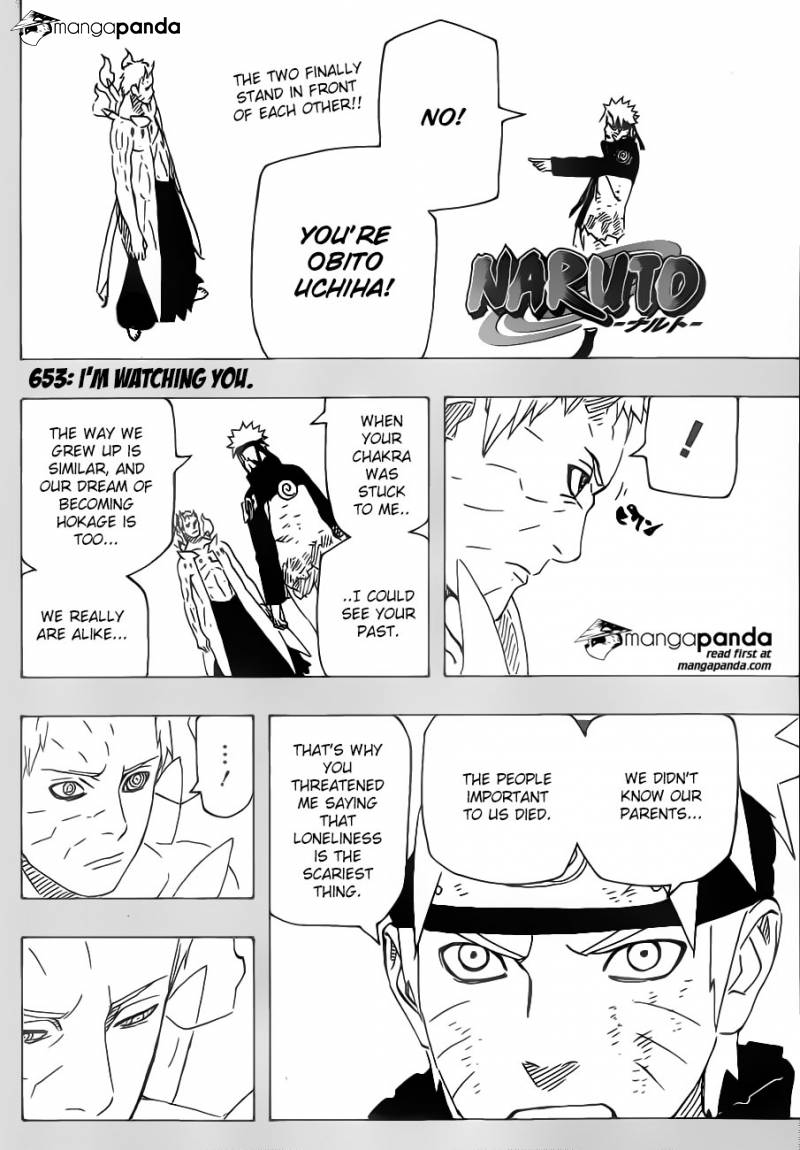 mangapanda
THE TWO FINALLY
STAND IN FRONT
OF EACH OTHER!!
NO!
YOU'RE
OBITO
UCHIHA!
NARUTO
-ナルト-
653: I'M WATCHING YOU.
!
ピクン
mangapanda
read first at
mangapanda.com
WHEN
YOUR
CHAKRA
WAS
STUCK
TO ME..
..I COULD
SEE YOUR
PAST.
THE WAY WE
GREW UP IS
SIMILAR, AND
OUR DREAM OF
BECOMING
HOKAGE IS
TOO...
WE REALLY
ARE ALIKE...
WE DIDN'T
KNOW OUR
PARENTS...
THE PEOPLE
IMPORTANT
TO US DIED.
THAT'S WHY
YOU
THREATENED
ME SAYING
THAT
LONELINESS
IS THE
SCARIEST
THING.
...!